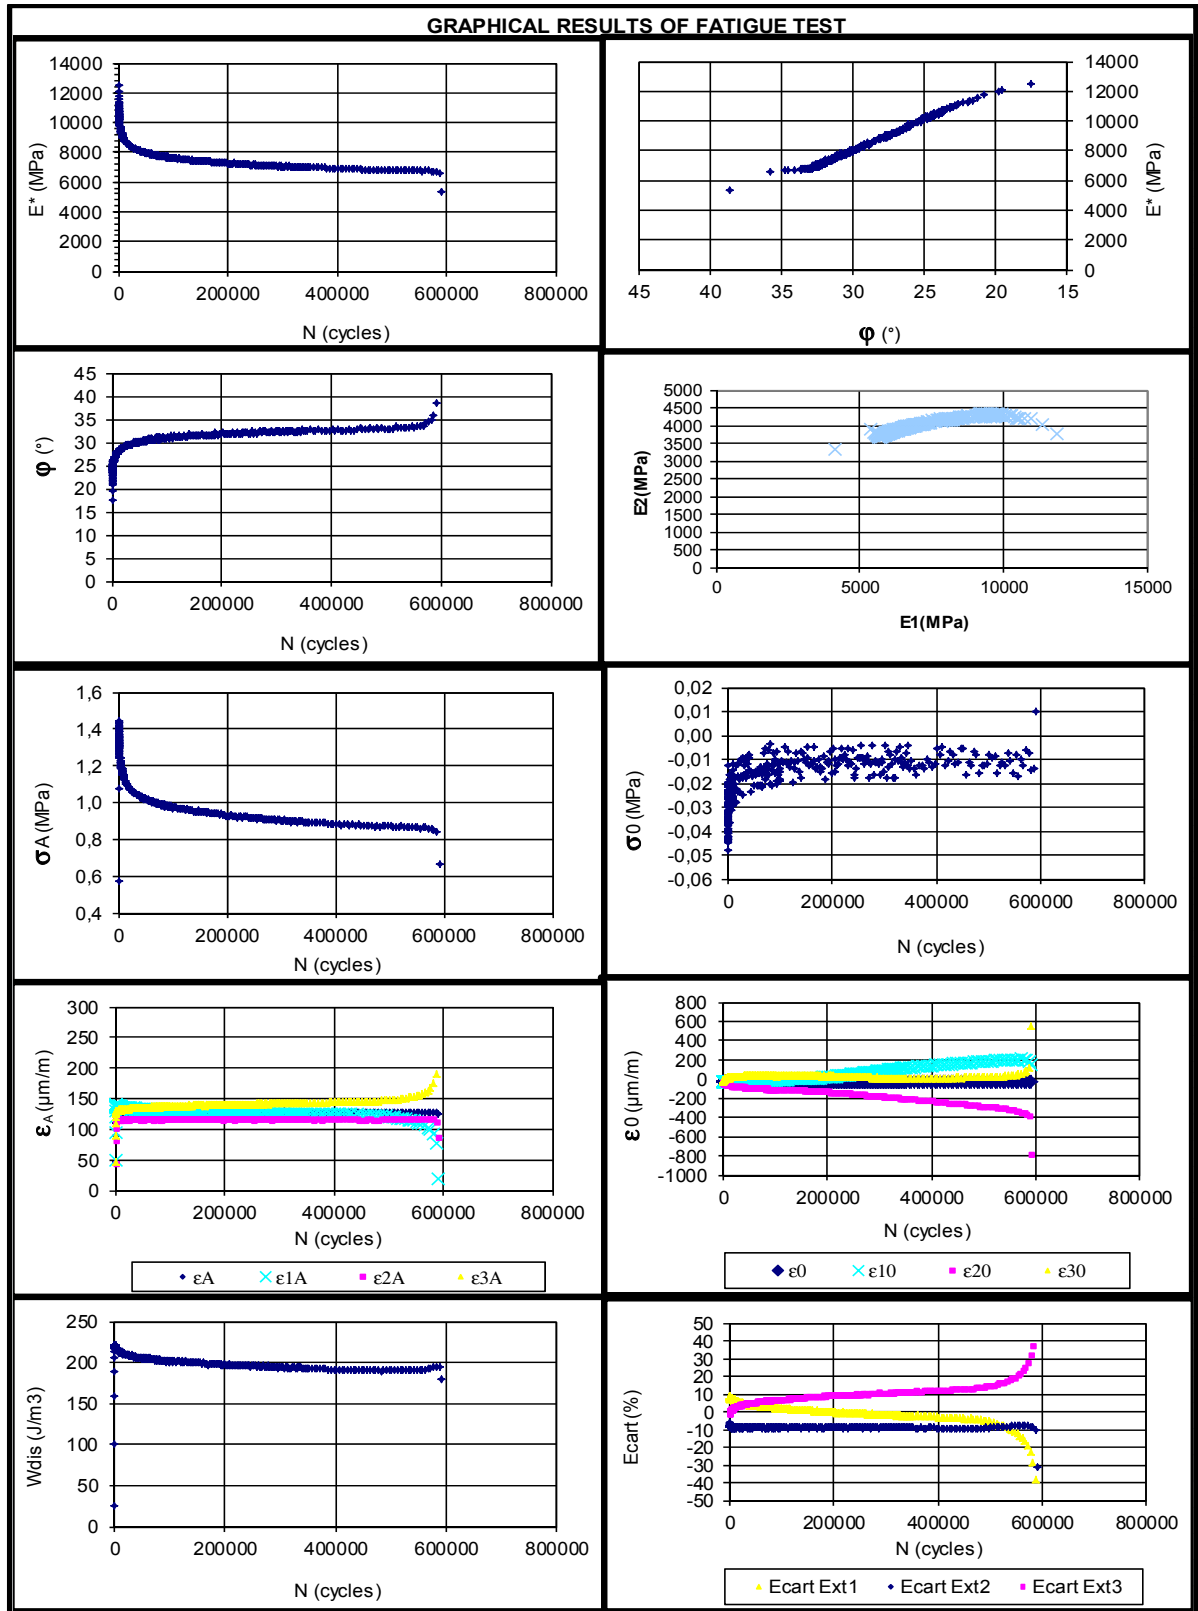 GRAPHICAL RESULTS OF FATIGUE TEST
14000
12000
10000
8000
6000
4000
2000
0
E* (MPa)
0 200000 400000 600000 800000
N (cycles)
14000
12000
10000
8000
6000
4000
2000
0
E* (MPa)
45 40 35 30 25 20 15
φ (°)
45
40
35
30
25
20
15
10
5
0
φ (°)
0 200000 400000 600000 800000
N (cycles)
5000
4500
4000
3500
3000
2500
2000
1500
1000
500
0
E2(MPa)
0 5000 10000 15000
E1(MPa)
1,6
1,4
1,2
1,0
0,8
0,6
0,4
σA (MPa)
0 200000 400000 600000 800000
N (cycles)
0,02
0,01
0,00
-0,01
-0,02
-0,03
-0,04
-0,05
-0,06
σ0 (MPa)
0 200000 400000 600000 800000
N (cycles)
300
250
200
150
100
50
0
εA (µm/m)
0 200000 400000 600000 800000
N (cycles)
εA ε1A ε2A ε3A
800
600
400
200
0
-200
-400
-600
-800
-1000
ε0 (µm/m)
0 200000 400000 600000 800000
N (cycles)
ε0 ε10 ε20 ε30
250
200
150
100
50
0
Wdis (J/m3)
0 200000 400000 600000 800000
N (cycles)
50
40
30
20
10
0
-10
-20
-30
-40
-50
Ecart (%)
0 200000 400000 600000 800000
N (cycles)
Ecart Ext1 Ecart Ext2 Ecart Ext3